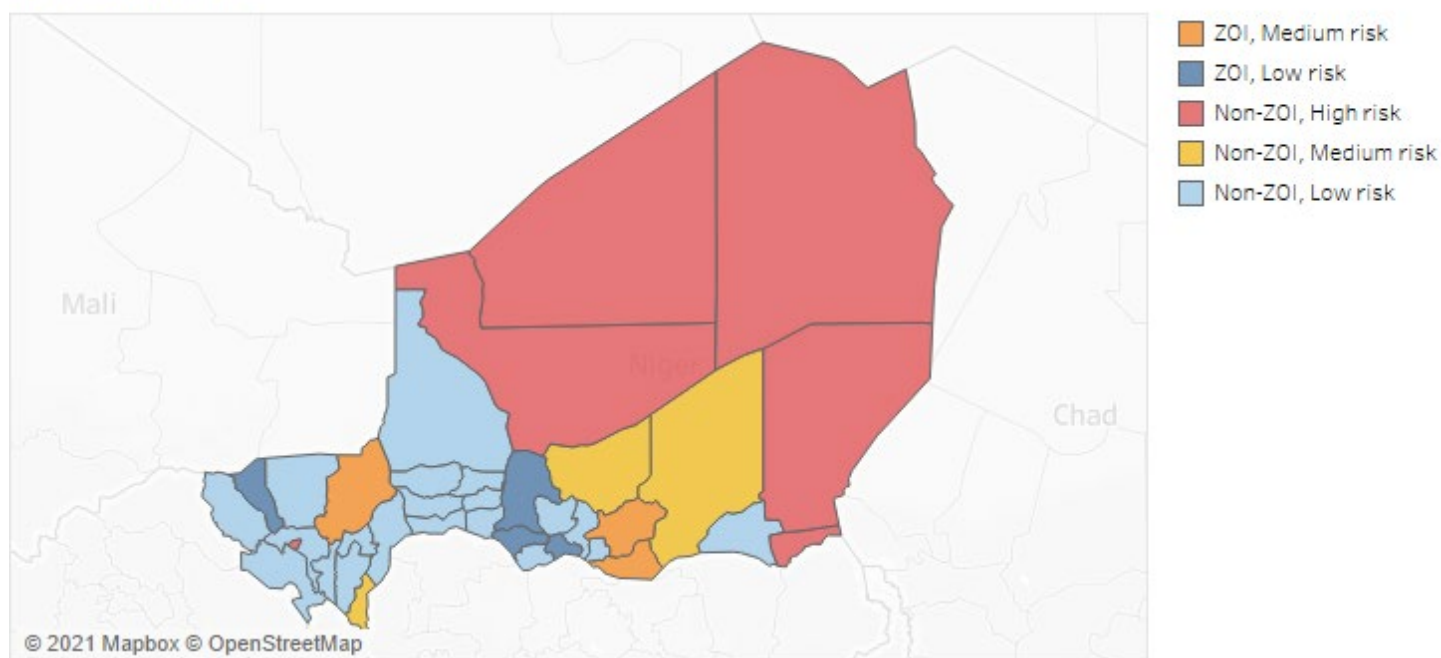 ZOI, Medium risk
ZOI, Low risk
Non-ZOI, High risk
Non-ZOI, Medium risk
Non-ZOI, Low risk
Mali
Niger
Chad
© 2021 Mapbox © OpenStreetMap